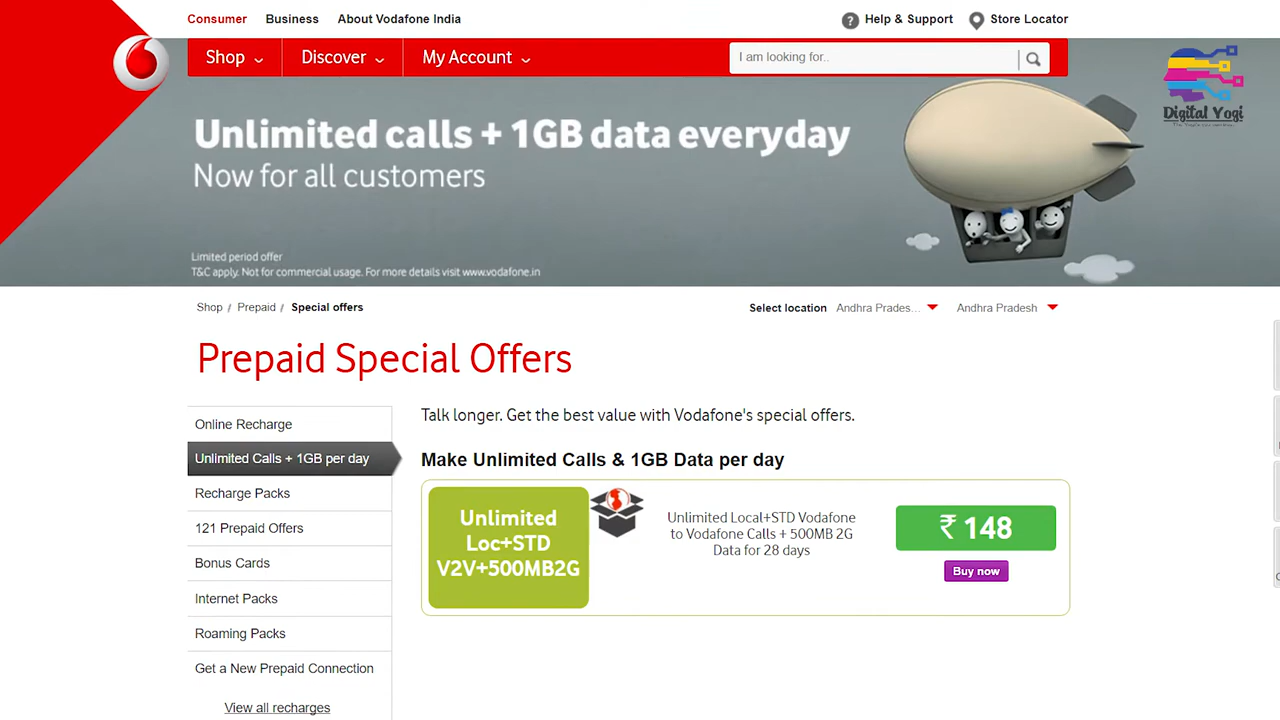 Consumer Business About Vodafone India
Help & Support Store Locator
Shop Discover My Account
I am looking for..
Digital Yogi
Unlimited calls + 1GB data everyday
Now for all customers
Limited period offer
T&C apply. Not for commercial usage. For more details visit www.vodafone.in
Shop / Prepaid / Special offers
Select location Andhra Prades... Andhra Pradesh
Prepaid Special Offers
Online Recharge
Unlimited Calls + 1GB per day
Recharge Packs
121 Prepaid Offers
Bonus Cards
Internet Packs
Roaming Packs
Get a New Prepaid Connection
View all recharges
Talk longer. Get the best value with Vodafone's special offers.
Make Unlimited Calls & 1GB Data per day
Unlimited
Loc+STD
V2V+500MB2G
Unlimited Local+STD Vodafone
to Vodafone Calls + 500MB 2G
Data for 28 days
₹ 148
Buy now